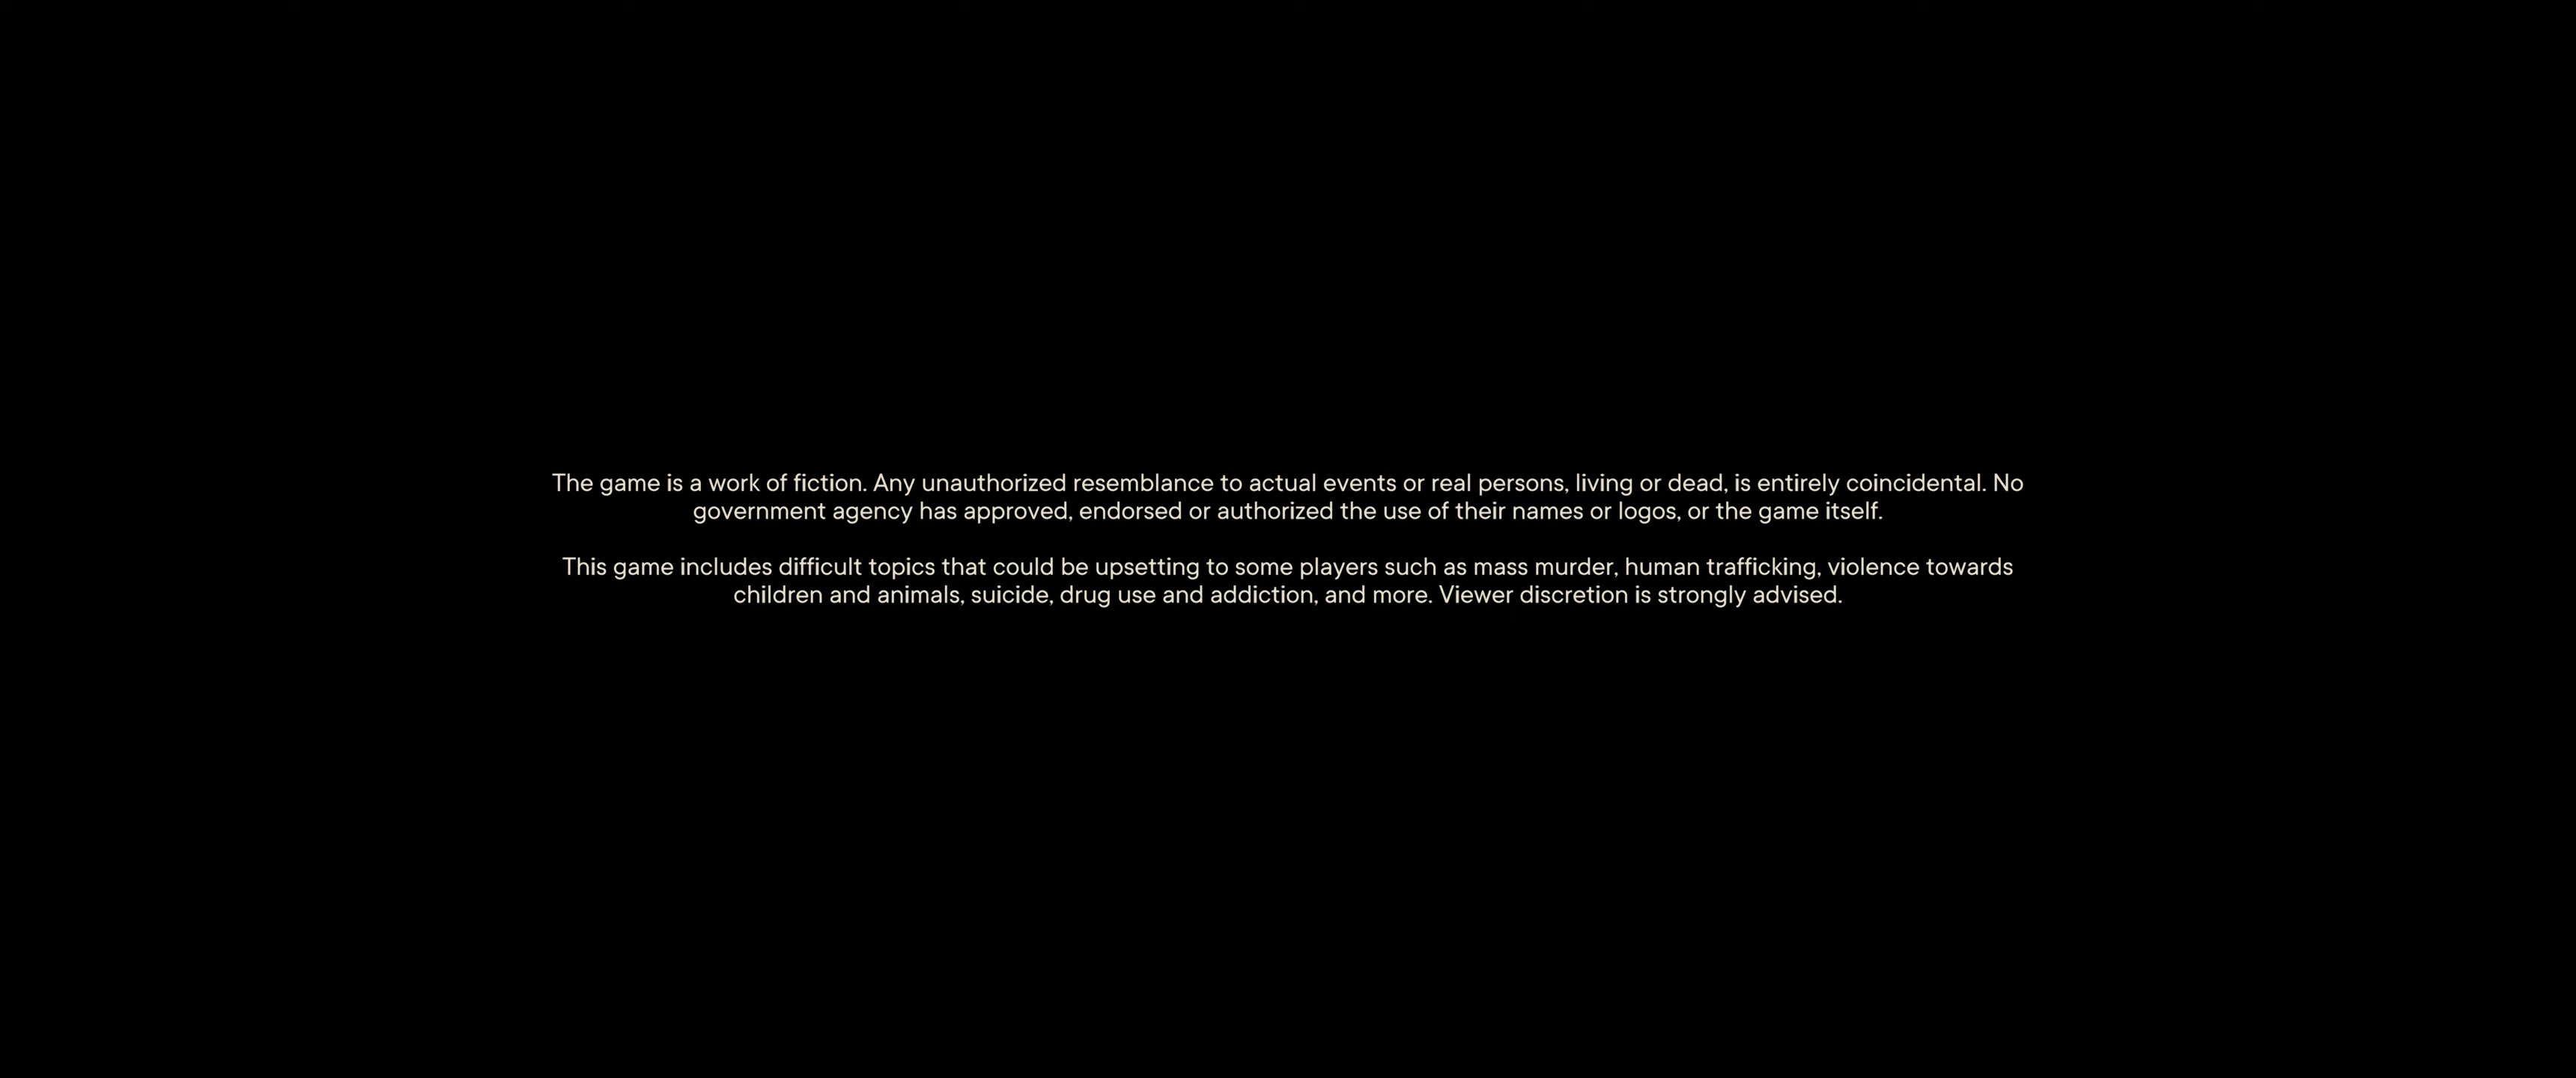 The game is a work of fiction. Any unauthorized resemblance to actual events or real persons, living or dead, is entirely coincidental. No
government agency has approved, endorsed or authorized the use of their names or logos, or the game itself.
This game includes difficult topics that could be upsetting to some players such as mass murder, human trafficking, violence towards
children and animals, suicide, drug use and addiction, and more. Viewer discretion is strongly advised.